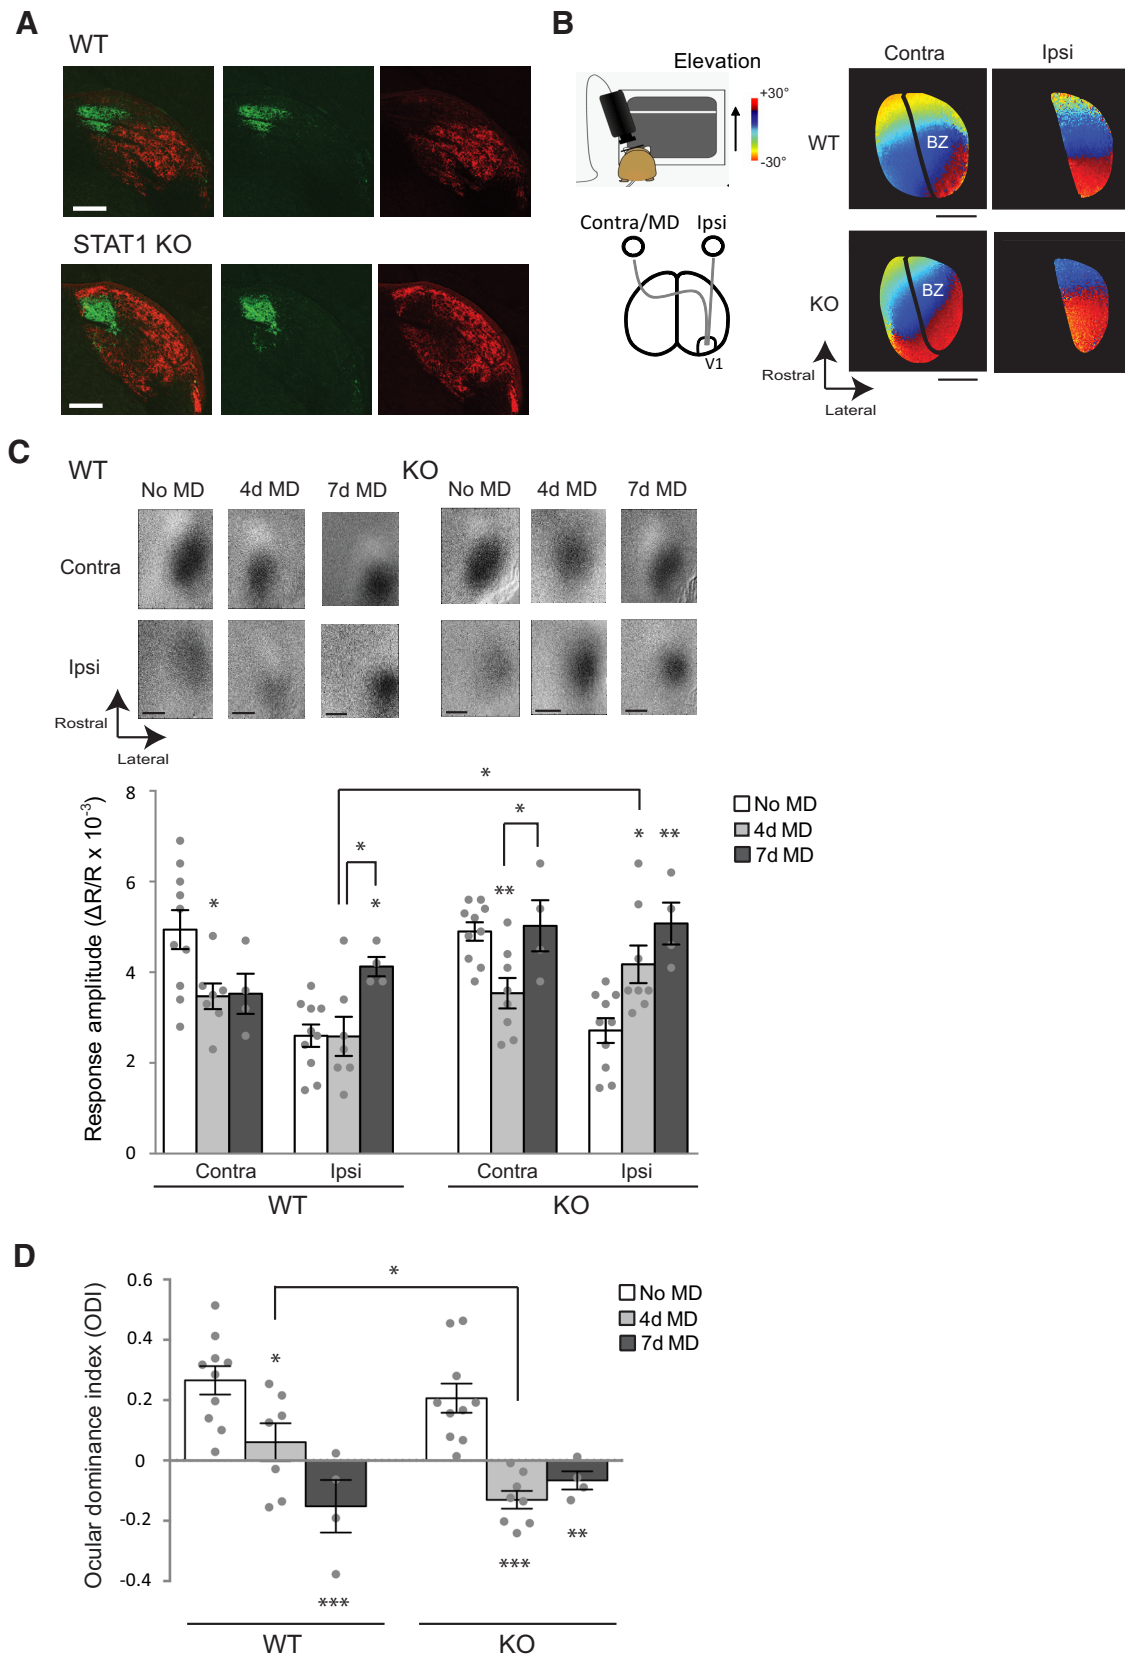 A
WT
STAT1 KO
B
Elevation
+30°
-30°
Contra/MD Ipsi
V1
Contra Ipsi
WT
BZ
KO
BZ
Rostral
Lateral
C
WT KO
No MD 4d MD 7d MD No MD 4d MD 7d MD
Contra
Ipsi
Rostral
Lateral
Response amplitude (ΔR/R x 10⁻³)
8
6
4
2
0
*
*
*
*
**
*
*
**
No MD
4d MD
7d MD
Contra Ipsi Contra Ipsi
WT KO
D
Ocular dominance index (ODI)
0.6
0.4
0.2
0
-0.2
-0.4
*
*
***
***
**
No MD
4d MD
7d MD
WT KO